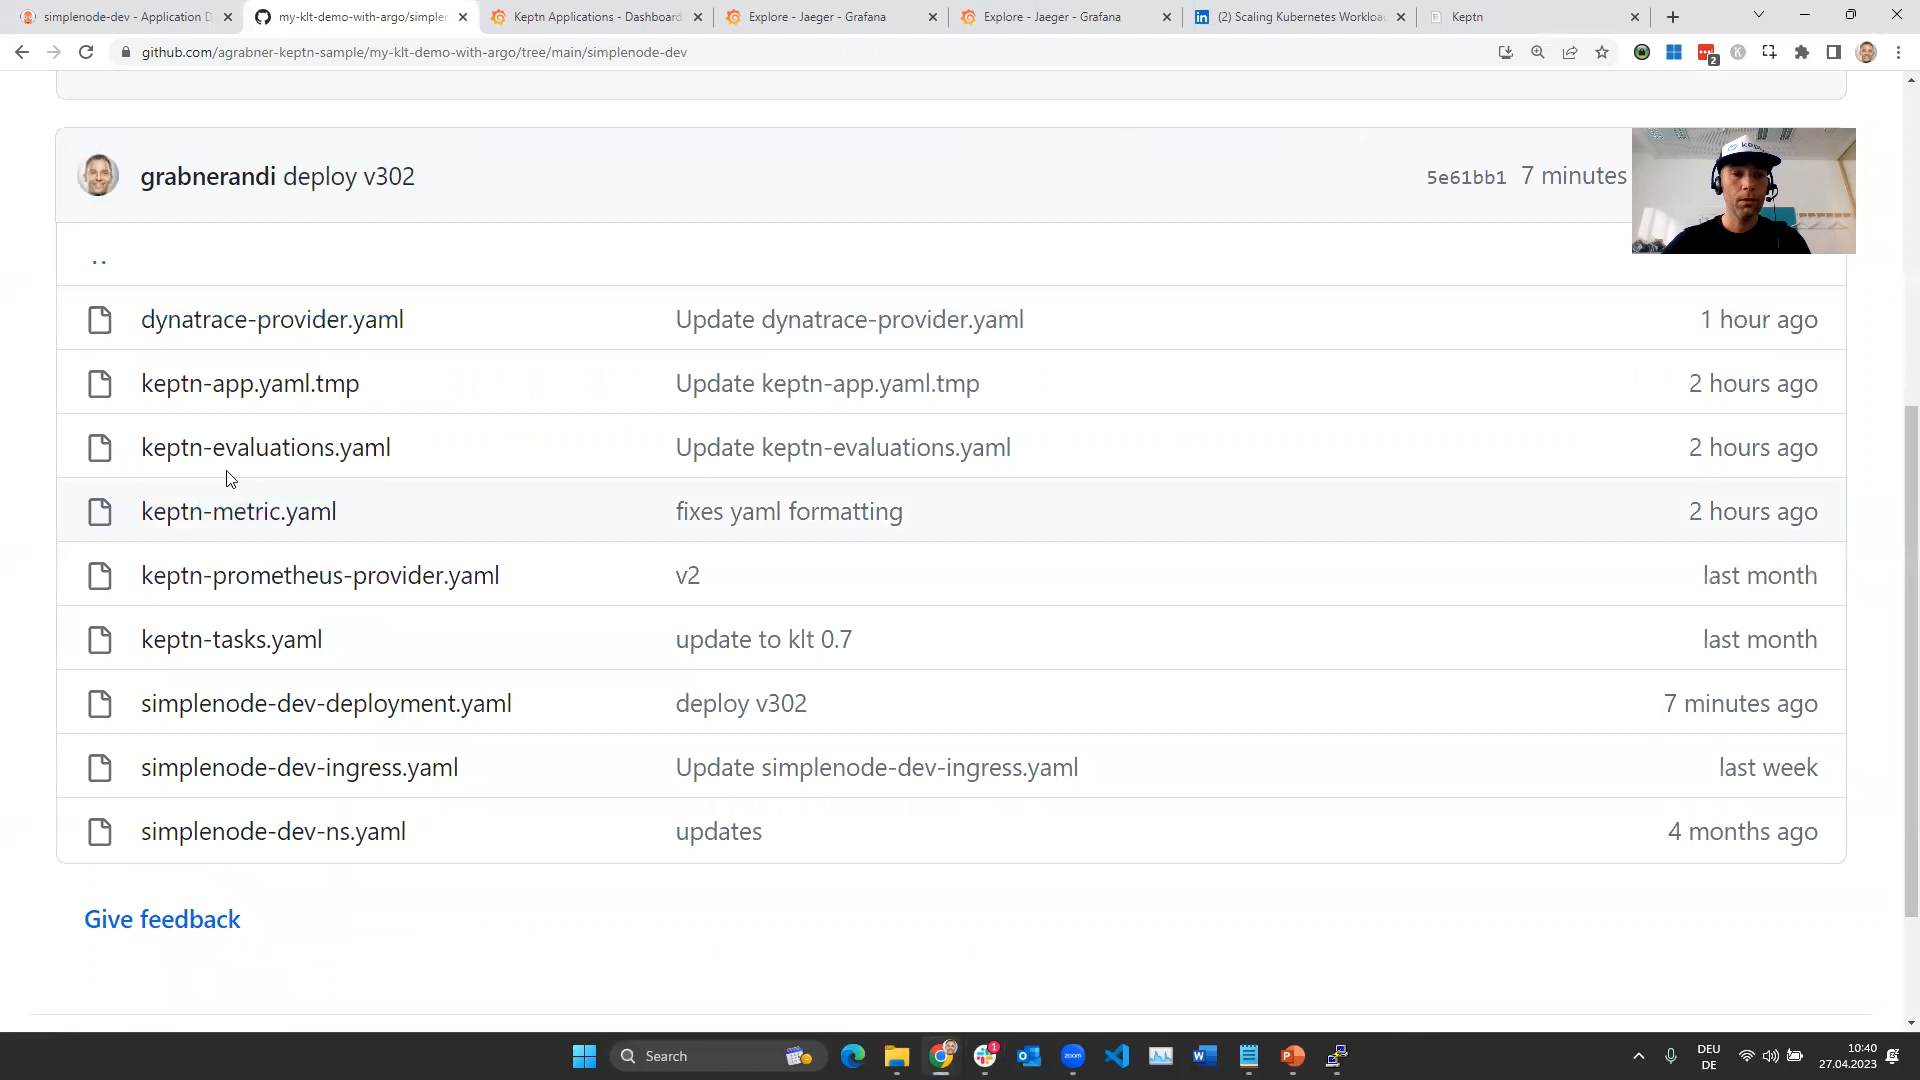 simplenode-dev - Application D
my-klt-demo-with-argo/simplen
Keptn Applications - Dashboard
Explore - Jaeger - Grafana
Explore - Jaeger - Grafana
(2) Scaling Kubernetes Workloa
Keptn
github.com/agrabner-keptn-sample/my-klt-demo-with-argo/tree/main/simplenode-dev
2
grabnerandi deploy v302
5e61bb1 7 minutes
..
dynatrace-provider.yaml Update dynatrace-provider.yaml 1 hour ago
keptn-app.yaml.tmp Update keptn-app.yaml.tmp 2 hours ago
keptn-evaluations.yaml Update keptn-evaluations.yaml 2 hours ago
keptn-metric.yaml fixes yaml formatting 2 hours ago
keptn-prometheus-provider.yaml v2 last month
keptn-tasks.yaml update to klt 0.7 last month
simplenode-dev-deployment.yaml deploy v302 7 minutes ago
simplenode-dev-ingress.yaml Update simplenode-dev-ingress.yaml last week
simplenode-dev-ns.yaml updates 4 months ago
Give feedback
Search
1
zoom
DEU
DE
10:40
27.04.2023